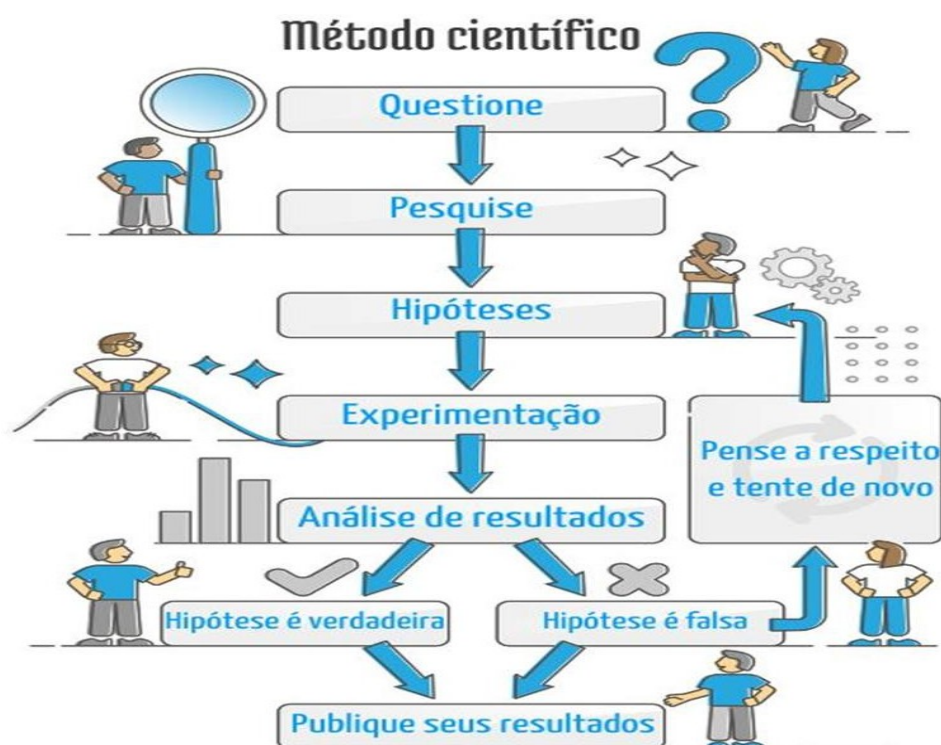 Método científico
Questione
Pesquise
Hipóteses
Experimentação
Pense a respeito
e tente de novo
Análise de resultados
Hipótese é verdadeira
Hipótese é falsa
Publique seus resultados